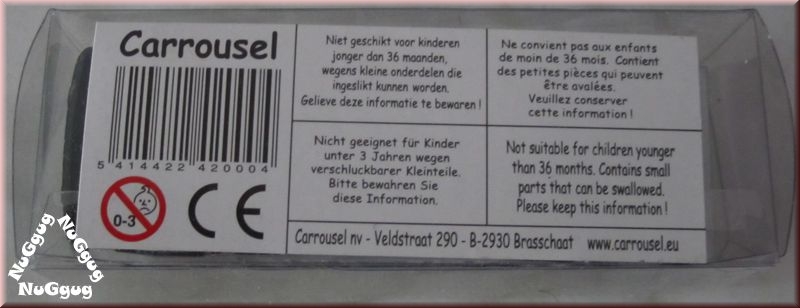 Carrousel
5 414422 420004
0-3
CE
Niet geschikt voor kinderen
jonger dan 36 maanden,
wegens kleine onderdelen die
ingeslikt kunnen worden.
Gelieve deze informatie te bewaren !
Ne convient pas aux enfants
de moin de 36 mois. Contient
des petites pièces qui peuvent
être avalées.
Veuillez conserver
cette information !
Nicht geeignet für Kinder
unter 3 Jahren wegen
verschluckbarer Kleinteile.
Bitte bewahren Sie
diese Information.
Not suitable for children younger
than 36 months. Contains small
parts that can be swallowed.
Please keep this information !
Carrousel nv - Veldstraat 290 - B-2930 Brasschaat www.carrousel.eu
NuGgug
NuGgug
NuGgug